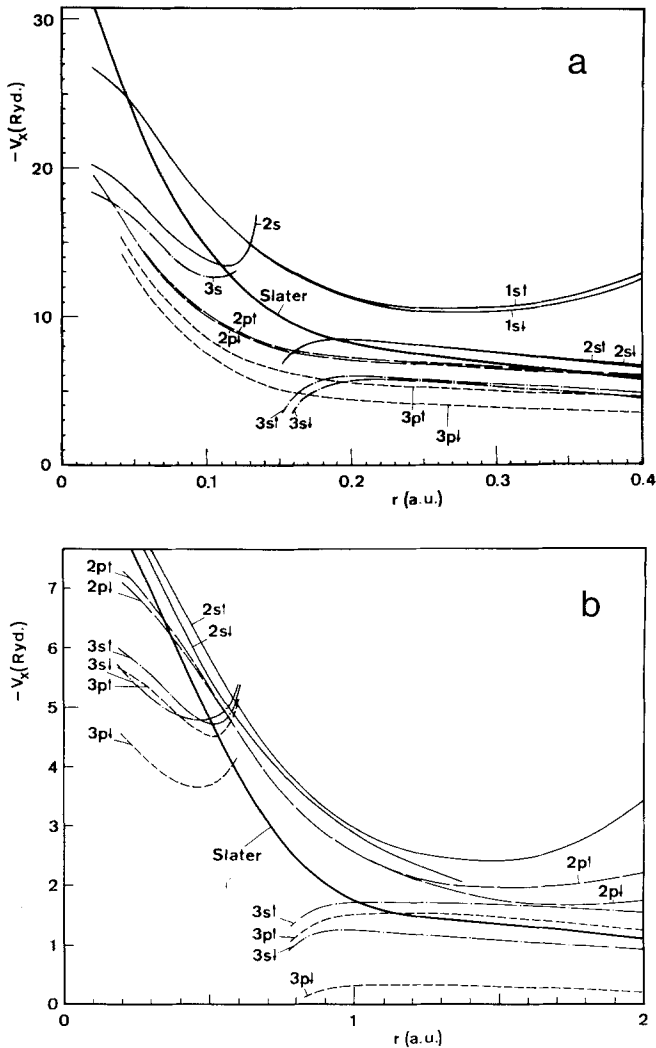 a
30
20
10
0
-Vx(Ryd.)
-2s
3s
Slater
1s↑
1s↓
2p↑
2p↓
2s↑ 2s↓
3s↑ 3s↓
3p↑
3p↓
0 0.1 0.2 0.3 0.4
r (a.u.)
b
7
6
5
4
3
2
1
0
-Vx(Ryd.)
2p↑
2p↓
2s↑
2s↓
3s↑
3s↓
3p↑
3p↓
Slater
2p↑
2p↓
3s↑
3p↑
3s↓
3p↓
0 1 2
r (a.u.)